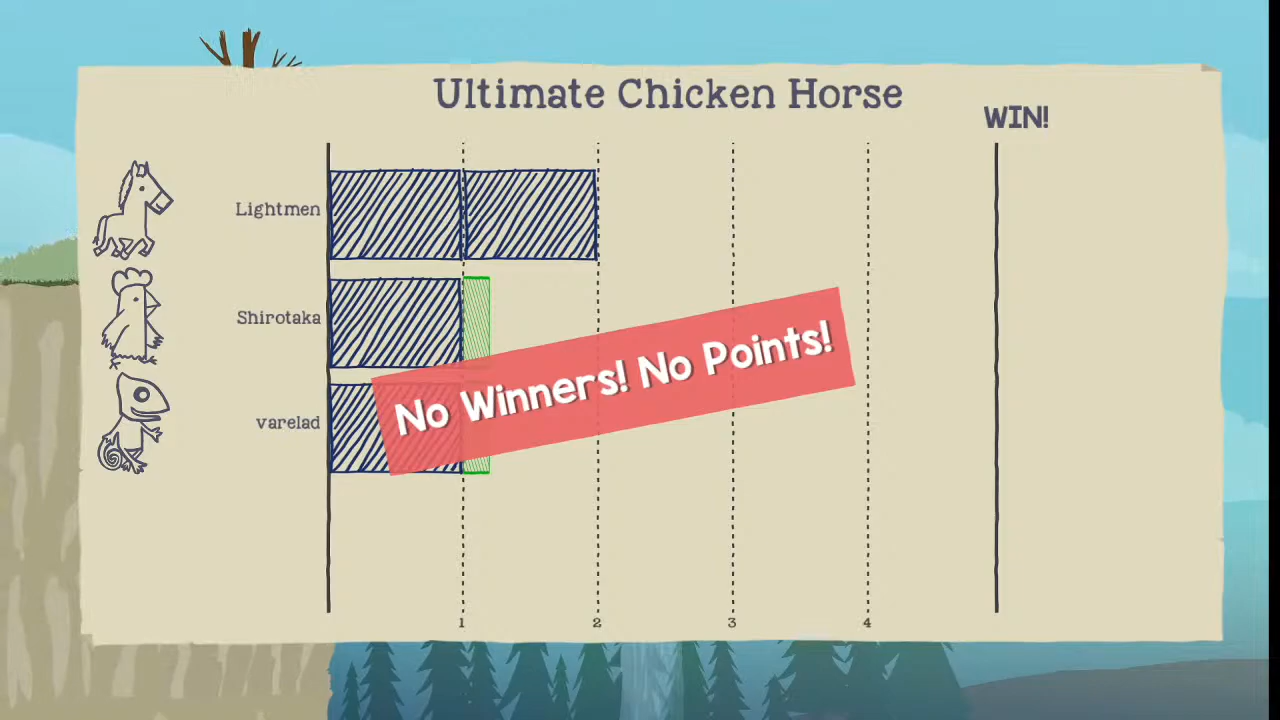 Ultimate Chicken Horse
WIN!
Lightmen
Shirotaka
No Winners! No Points!
varelad
1 2 3 4